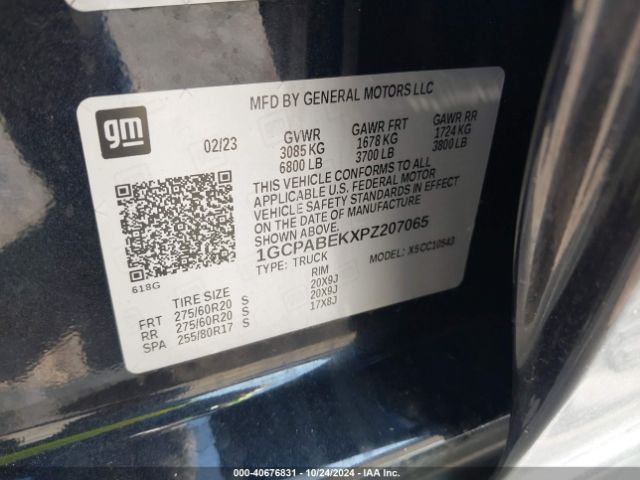 MFD BY GENERAL MOTORS LLC
gm
02/23
GVWR GAWR FRT GAWR RR
3085 KG 1678 KG 1724 KG
6800 LB 3700 LB 3800 LB
THIS VEHICLE CONFORMS TO ALL
APPLICABLE U.S. FEDERAL MOTOR
VEHICLE SAFETY STANDARDS IN EFFECT
ON THE DATE OF MANUFACTURE
SHOWN ABOVE.
1GCPABEKXPZ207065
TYPE: TRUCK MODEL: X5 CC10543
618G
TIRE SIZE RIM
FRT 275/60R20 S 20X9J
RR 275/60R20 S 20X9J
SPA 255/80R17 S 17X8J
000-40676831 - 10/24/2024 - IAA Inc.